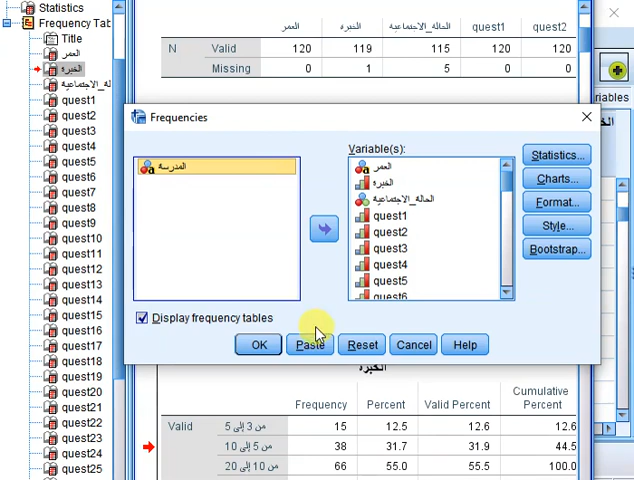 Statistics
Frequency Tab
Title
العمر
الخبرة
الحالة_الاجتماعية
quest1
quest2
quest3
quest4
quest5
quest6
quest7
quest8
quest9
quest10
quest11
quest12
quest13
quest14
quest15
quest16
quest17
quest18
quest19
quest20
quest21
quest22
quest23
quest24
quest25
العمر الخبرة الحالة_الاجتماعية quest1 quest2
N Valid 120 119 115 120 120
Missing 0 1 5 0 0
ariables
Frequencies
المدرسة
Variable(s):
العمر
الخبرة
الحالة_الاجتماعية
quest1
quest2
quest3
quest4
quest5
quest6
Statistics...
Charts...
Format...
Style...
Bootstrap...
Display frequency tables
OK Paste Reset Cancel Help
الخبرة
Frequency Percent Valid Percent Cumulative Percent
Valid من 3 إلى 5 15 12.5 12.6 12.6
من 5 إلى 10 38 31.7 31.9 44.5
من 10 إلى 20 66 55.0 55.5 100.0